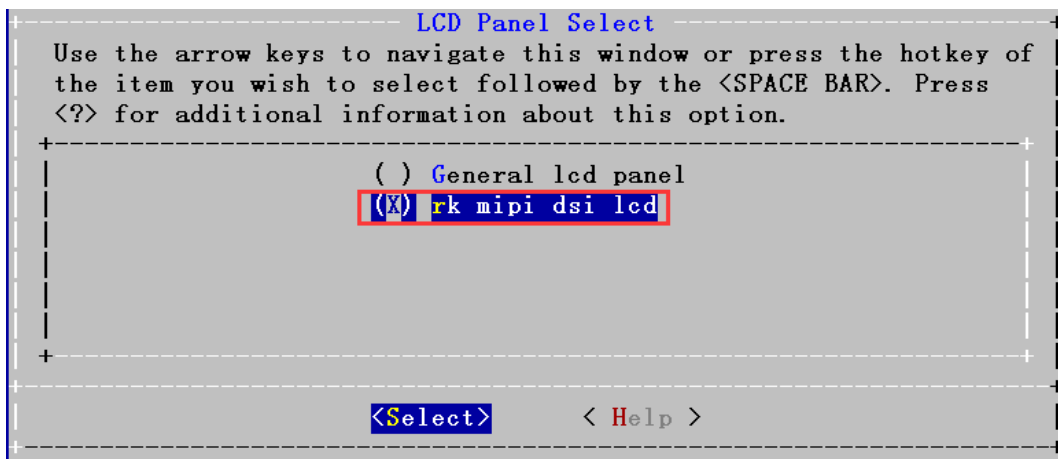 LCD Panel Select
Use the arrow keys to navigate this window or press the hotkey of
the item you wish to select followed by the <SPACE BAR>. Press
<?> for additional information about this option.
( ) General lcd panel
(X) rk mipi dsi lcd
<Select> < Help >